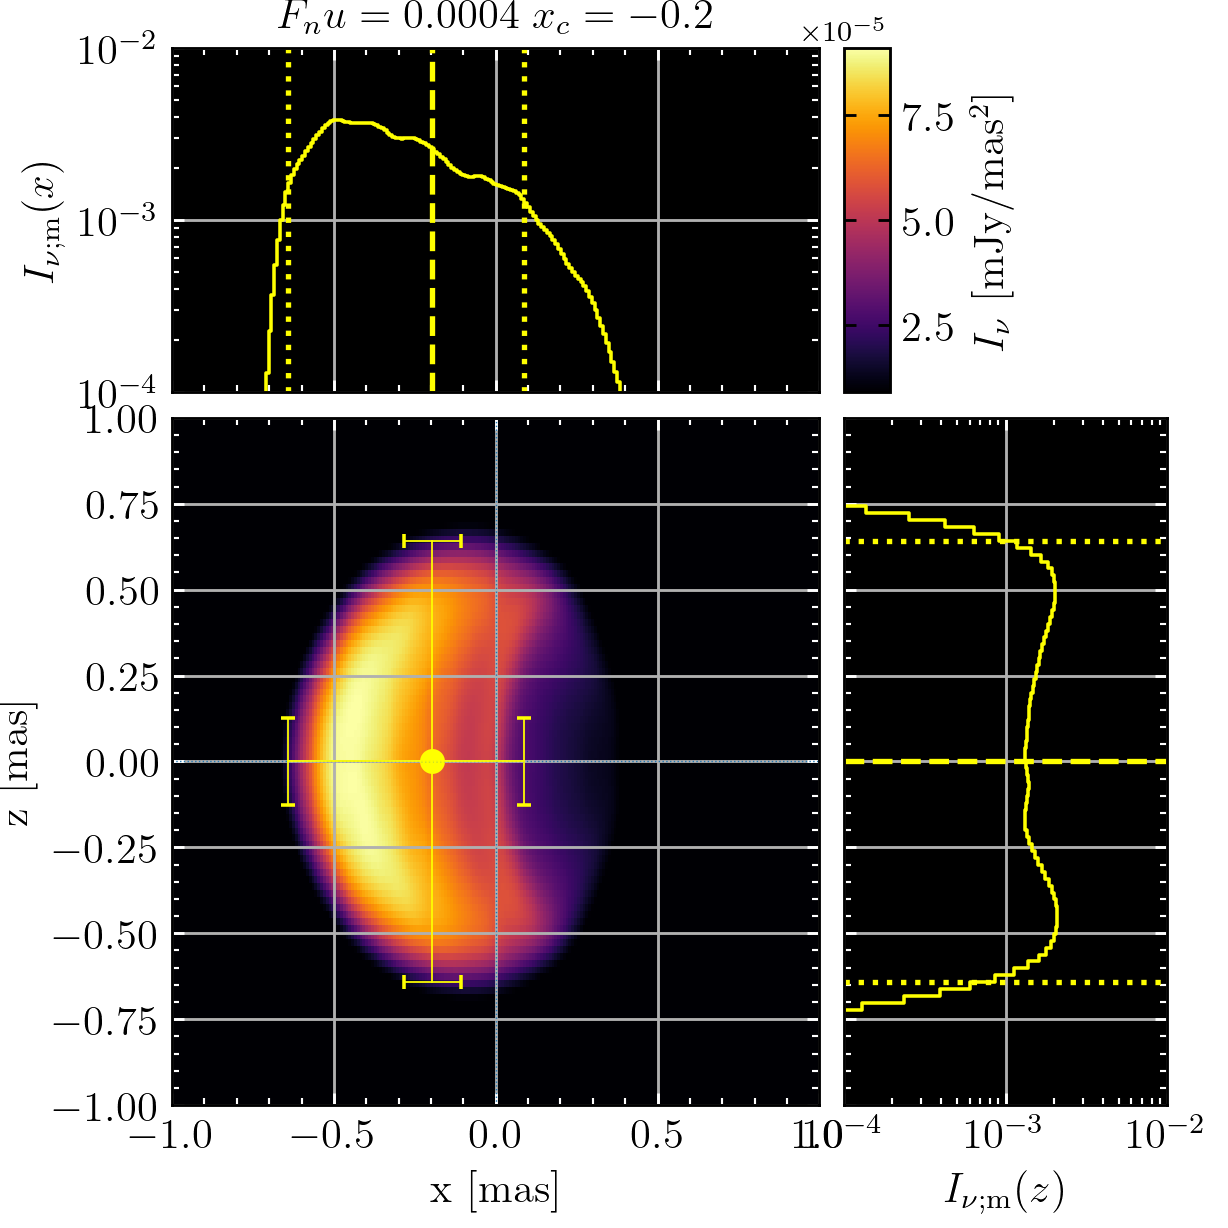 Fₙu = 0.0004 x_c = −0.2
×10⁻⁵
10⁻²
10⁻³
10⁻⁴
I_ν;m(x)
7.5
5.0
2.5
I_ν [mJy/mas²]
1.00
0.75
0.50
0.25
0.00
−0.25
−0.50
−0.75
−1.00
z [mas]
−1.0 −0.5 0.0 0.5 1.0
x [mas]
10⁻⁴ 10⁻³ 10⁻²
I_ν;m(z)